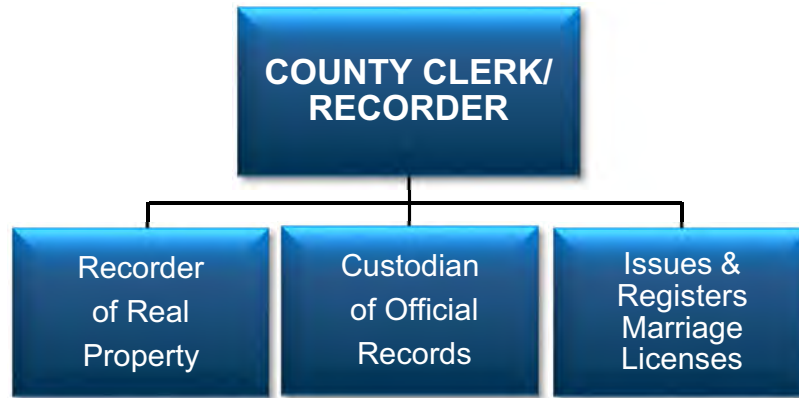 COUNTY CLERK/
RECORDER
Recorder
of Real
Property
Custodian
of Official
Records
Issues &
Registers
Marriage
Licenses